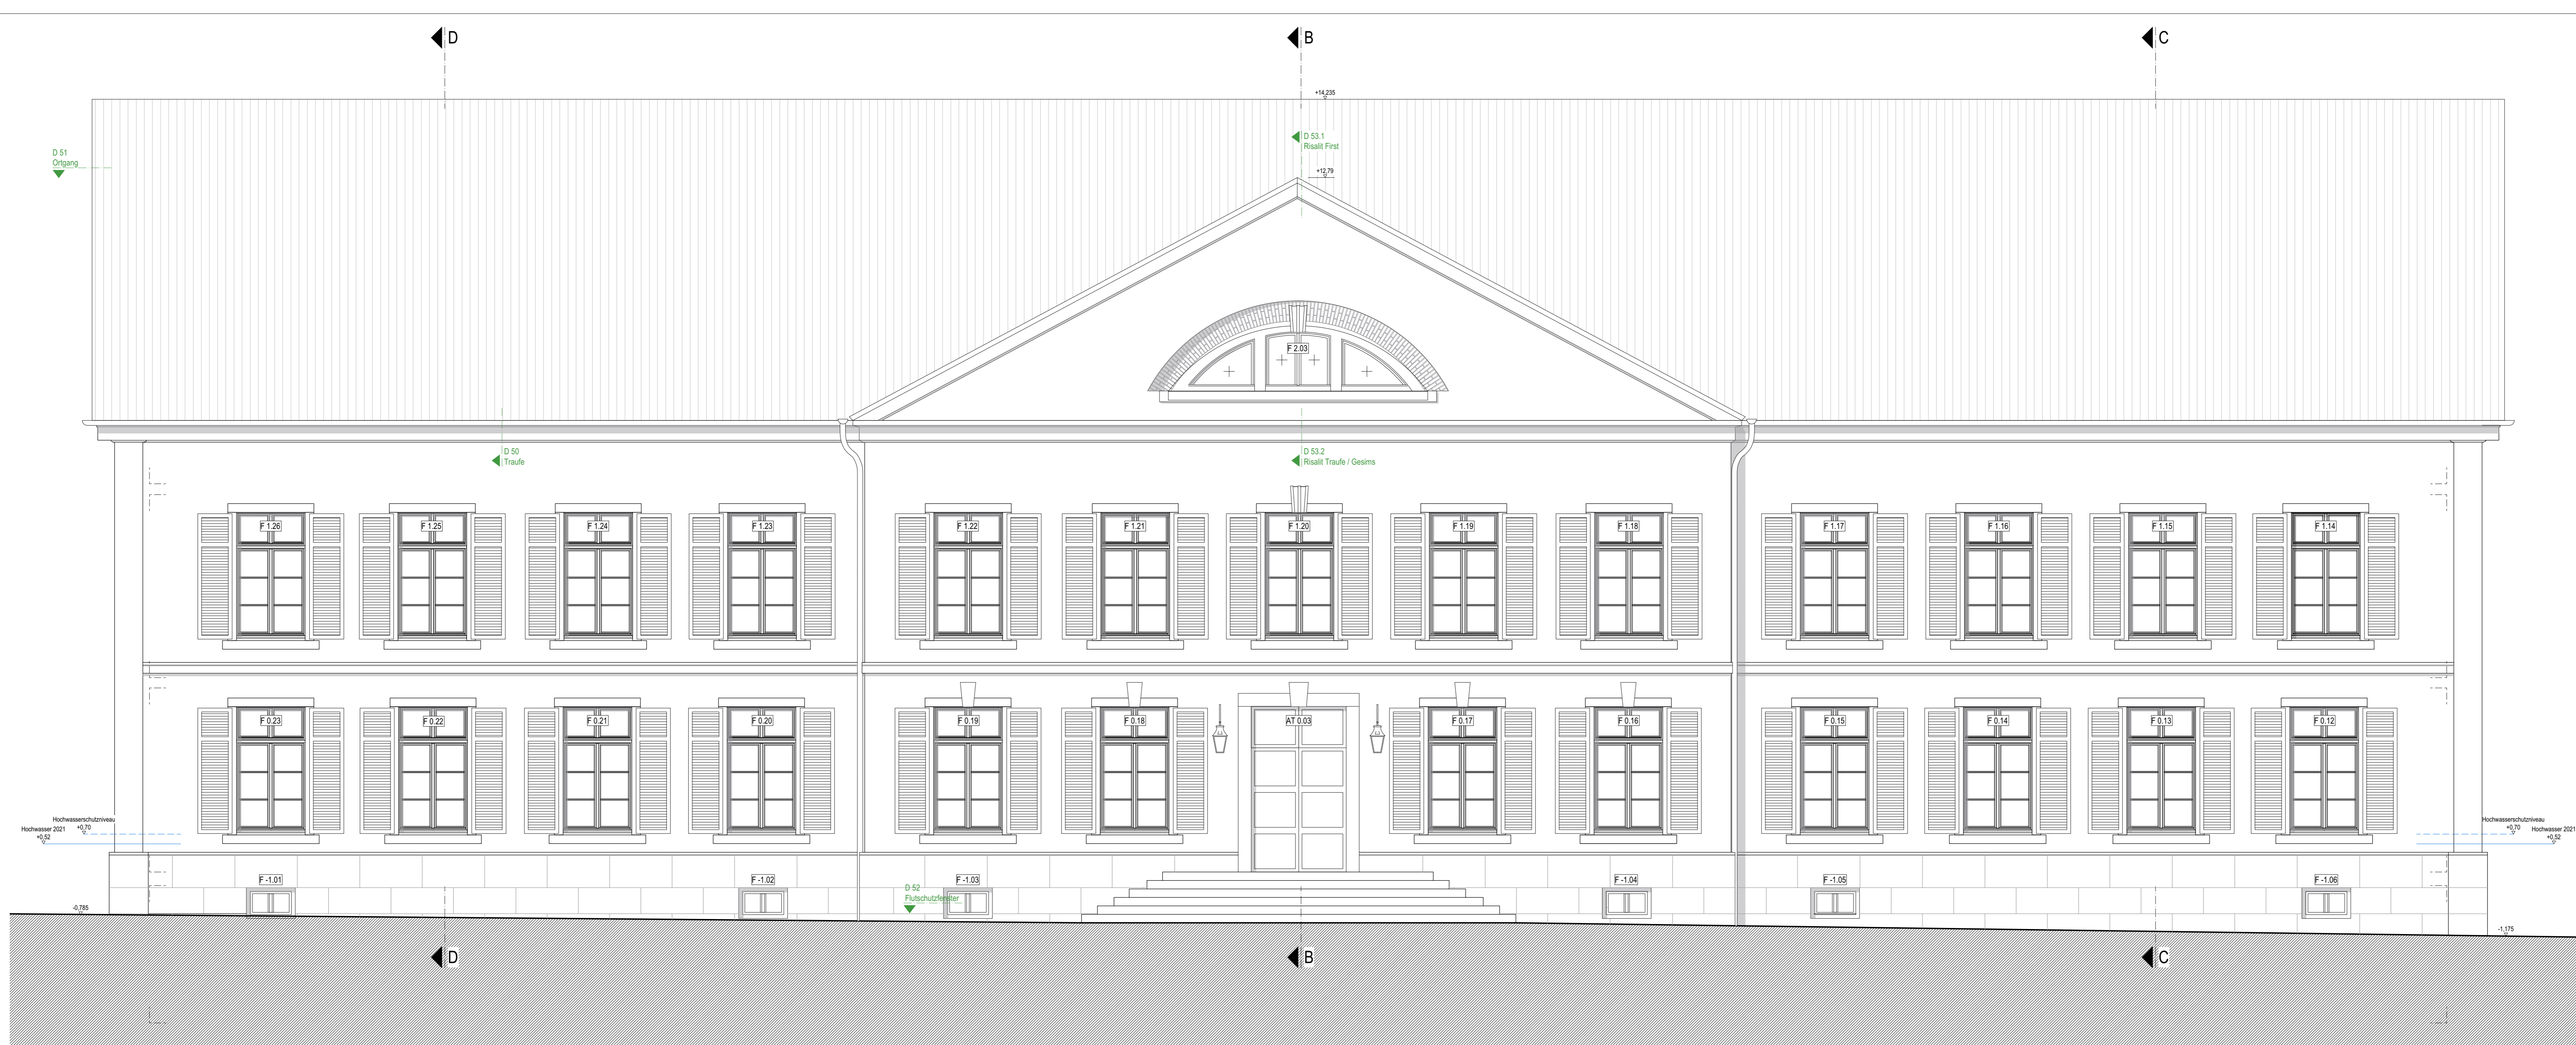 D
B
C
+14,235
D 53.1
Risalit First
D 51
Ortgang
+12,79
F 2.03
D 50
Traufe
D 53.2
Risalit Traufe / Gesims
F 1.26
F 1.25
F 1.24
F 1.23
F 1.22
F 1.21
F 1.20
F 1.19
F 1.18
F 1.17
F 1.16
F 1.15
F 1.14
F 0.23
F 0.22
F 0.21
F 0.20
F 0.19
F 0.18
AT 0.03
F 0.17
F 0.16
F 0.15
F 0.14
F 0.13
F 0.12
Hochwasserschutzniveau
+0,70
Hochwasser 2021
+0,52
Hochwasserschutzniveau
+0,70
Hochwasser 2021
+0,52
F -1.01
F -1.02
F -1.03
F -1.04
F -1.05
F -1.06
D 52
Flutschutzfenster
-0,785
-1,175
D
B
C